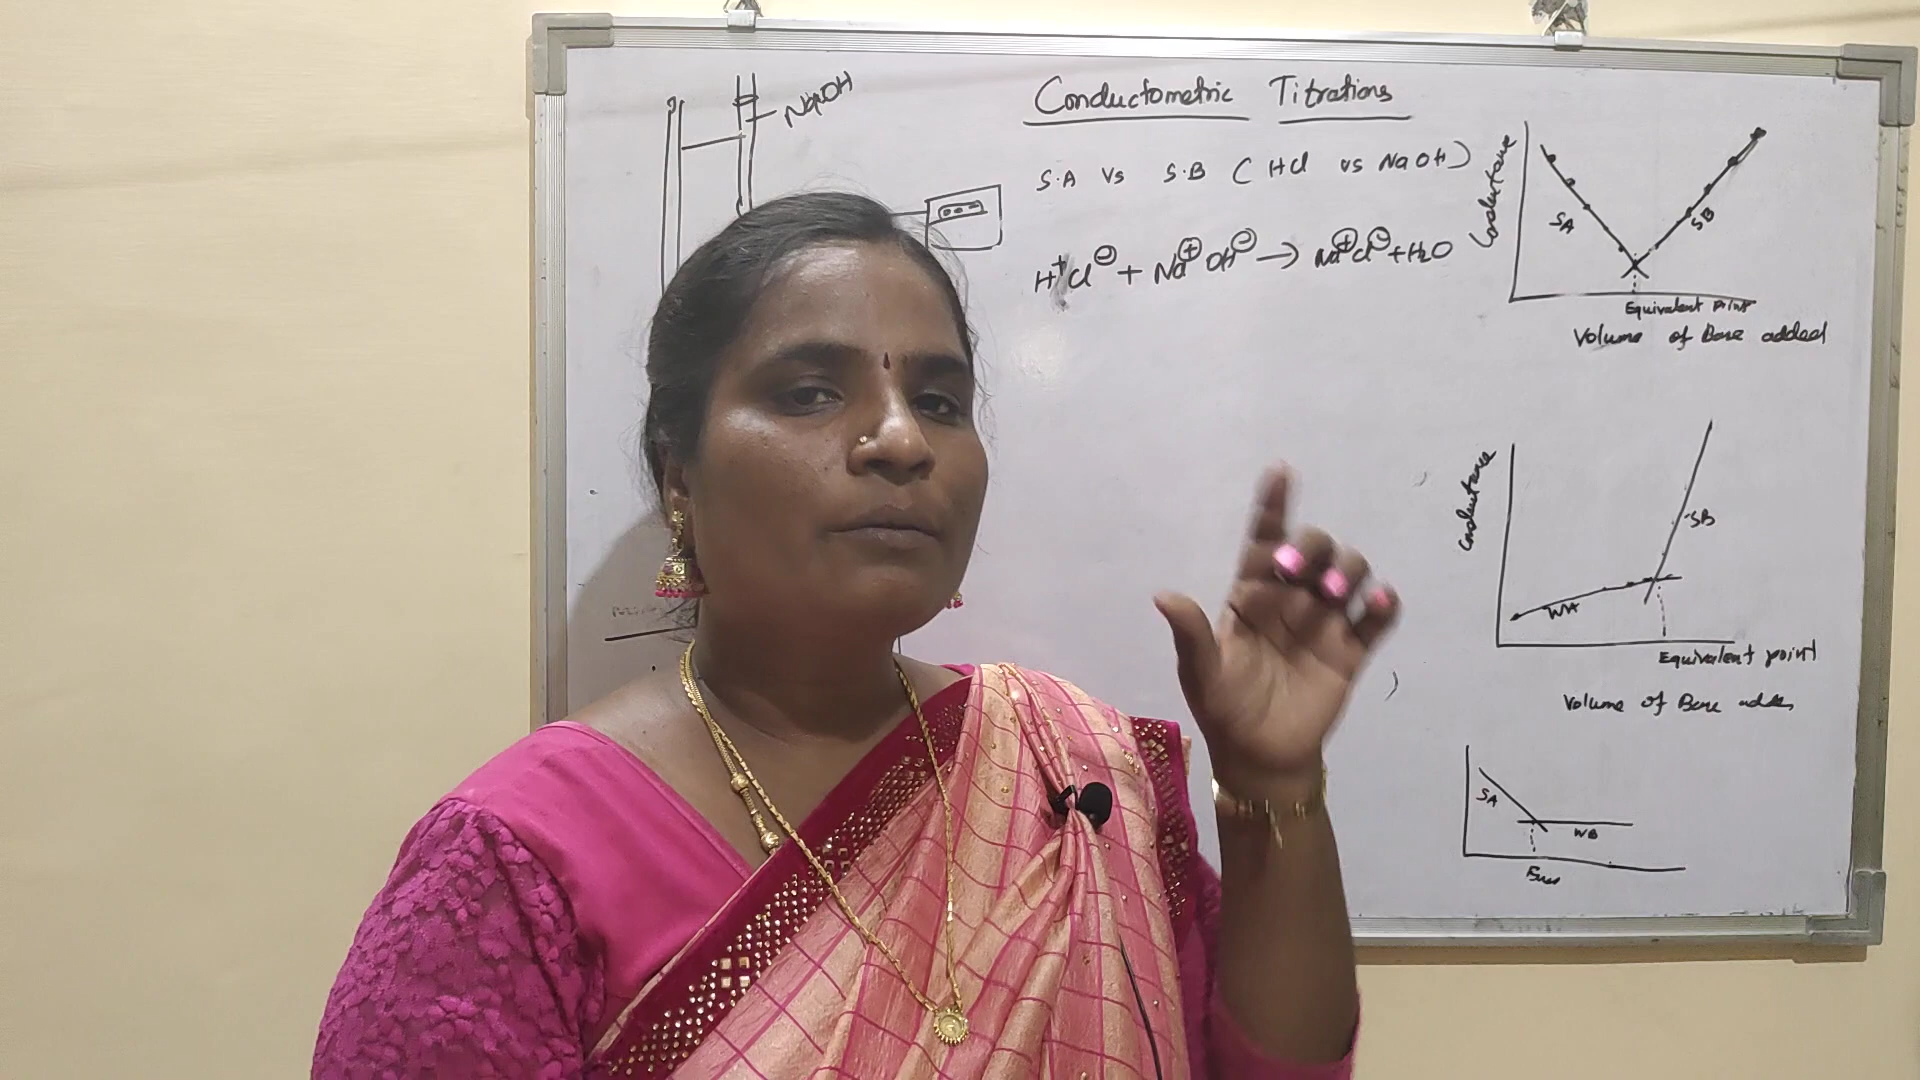 NaOH
Conductometric Titrations
S.A Vs S.B ( HCl vs NaOH)
H⁺Cl⊖ + Na⊕ OH⊖ → Na⊕Cl⊖ + H2O
Conductance
SA
SB
Equivalent point
Volume of Base added
Conductance
WA
SB
Equivalent point
Volume of Base
SA
WB